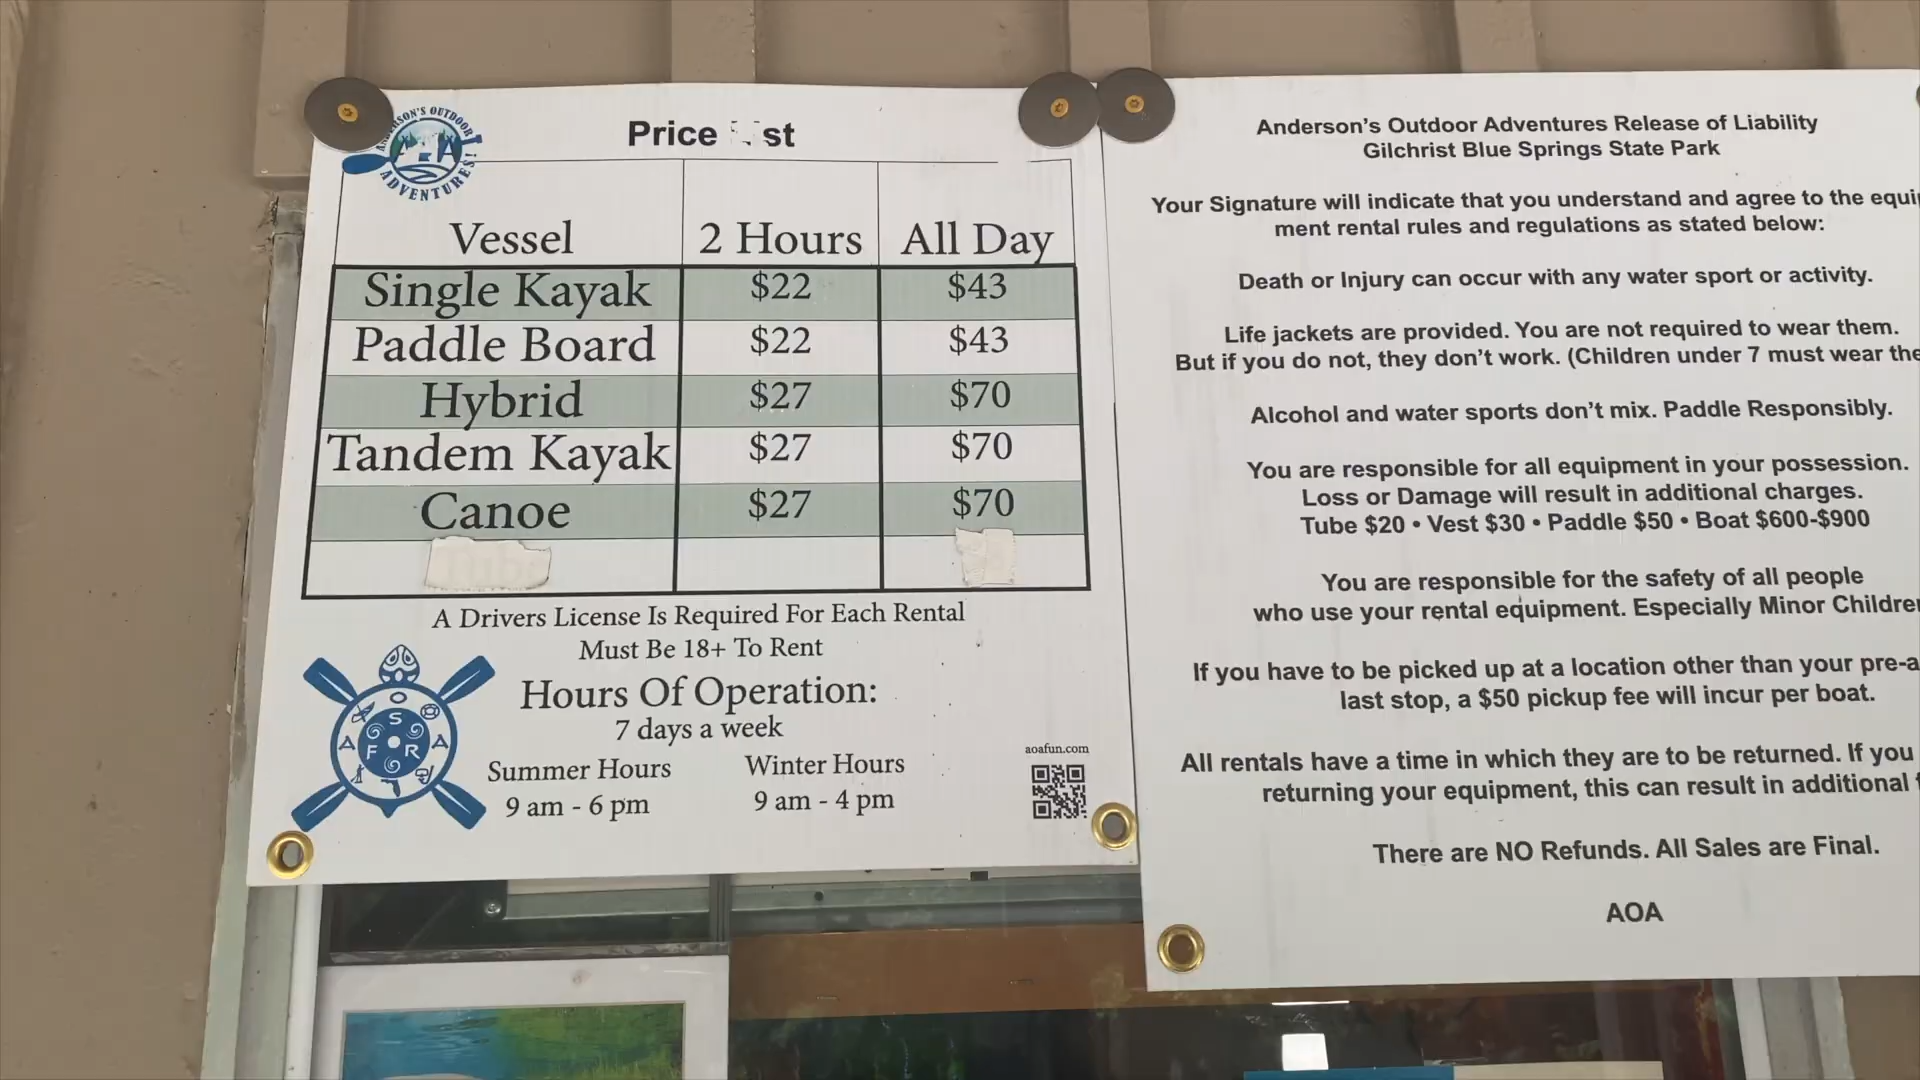 ANDERSON'S OUTDOOR
ADVENTURES!
Price
Vessel 2 Hours All Day
Single Kayak $22 $43
Paddle Board $22 $43
Hybrid $27 $70
Tandem Kayak $27 $70
Canoe $27 $70
A Drivers License Is Required For Each Rental
Must Be 18+ To Rent
Hours Of Operation:
7 days a week
Summer Hours Winter Hours
9 am - 6 pm 9 am - 4 pm
aoafun.com
S
A F R A
Anderson's Outdoor Adventures Release of Liability
Gilchrist Blue Springs State Park
Your Signature will indicate that you understand and agree to the equi
ment rental rules and regulations as stated below:
Death or Injury can occur with any water sport or activity.
Life jackets are provided. You are not required to wear them.
But if you do not, they don't work. (Children under 7 must wear the
Alcohol and water sports don't mix. Paddle Responsibly.
You are responsible for all equipment in your possession.
Loss or Damage will result in additional charges.
Tube $20 • Vest $30 • Paddle $50 • Boat $600-$900
You are responsible for the safety of all people
who use your rental equipment. Especially Minor Childre
If you have to be picked up at a location other than your pre-a
last stop, a $50 pickup fee will incur per boat.
All rentals have a time in which they are to be returned. If you
returning your equipment, this can result in additional
There are NO Refunds. All Sales are Final.
AOA